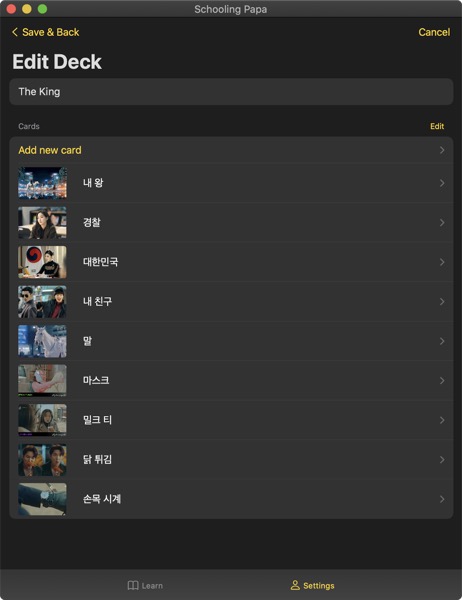 Schooling Papa
Save & Back
Cancel
Edit Deck
The King
Cards
Edit
Add new card
내 왕
경찰
대한민국
내 친구
말
마스크
밀크 티
닭 튀김
손목 시계
Learn
Settings